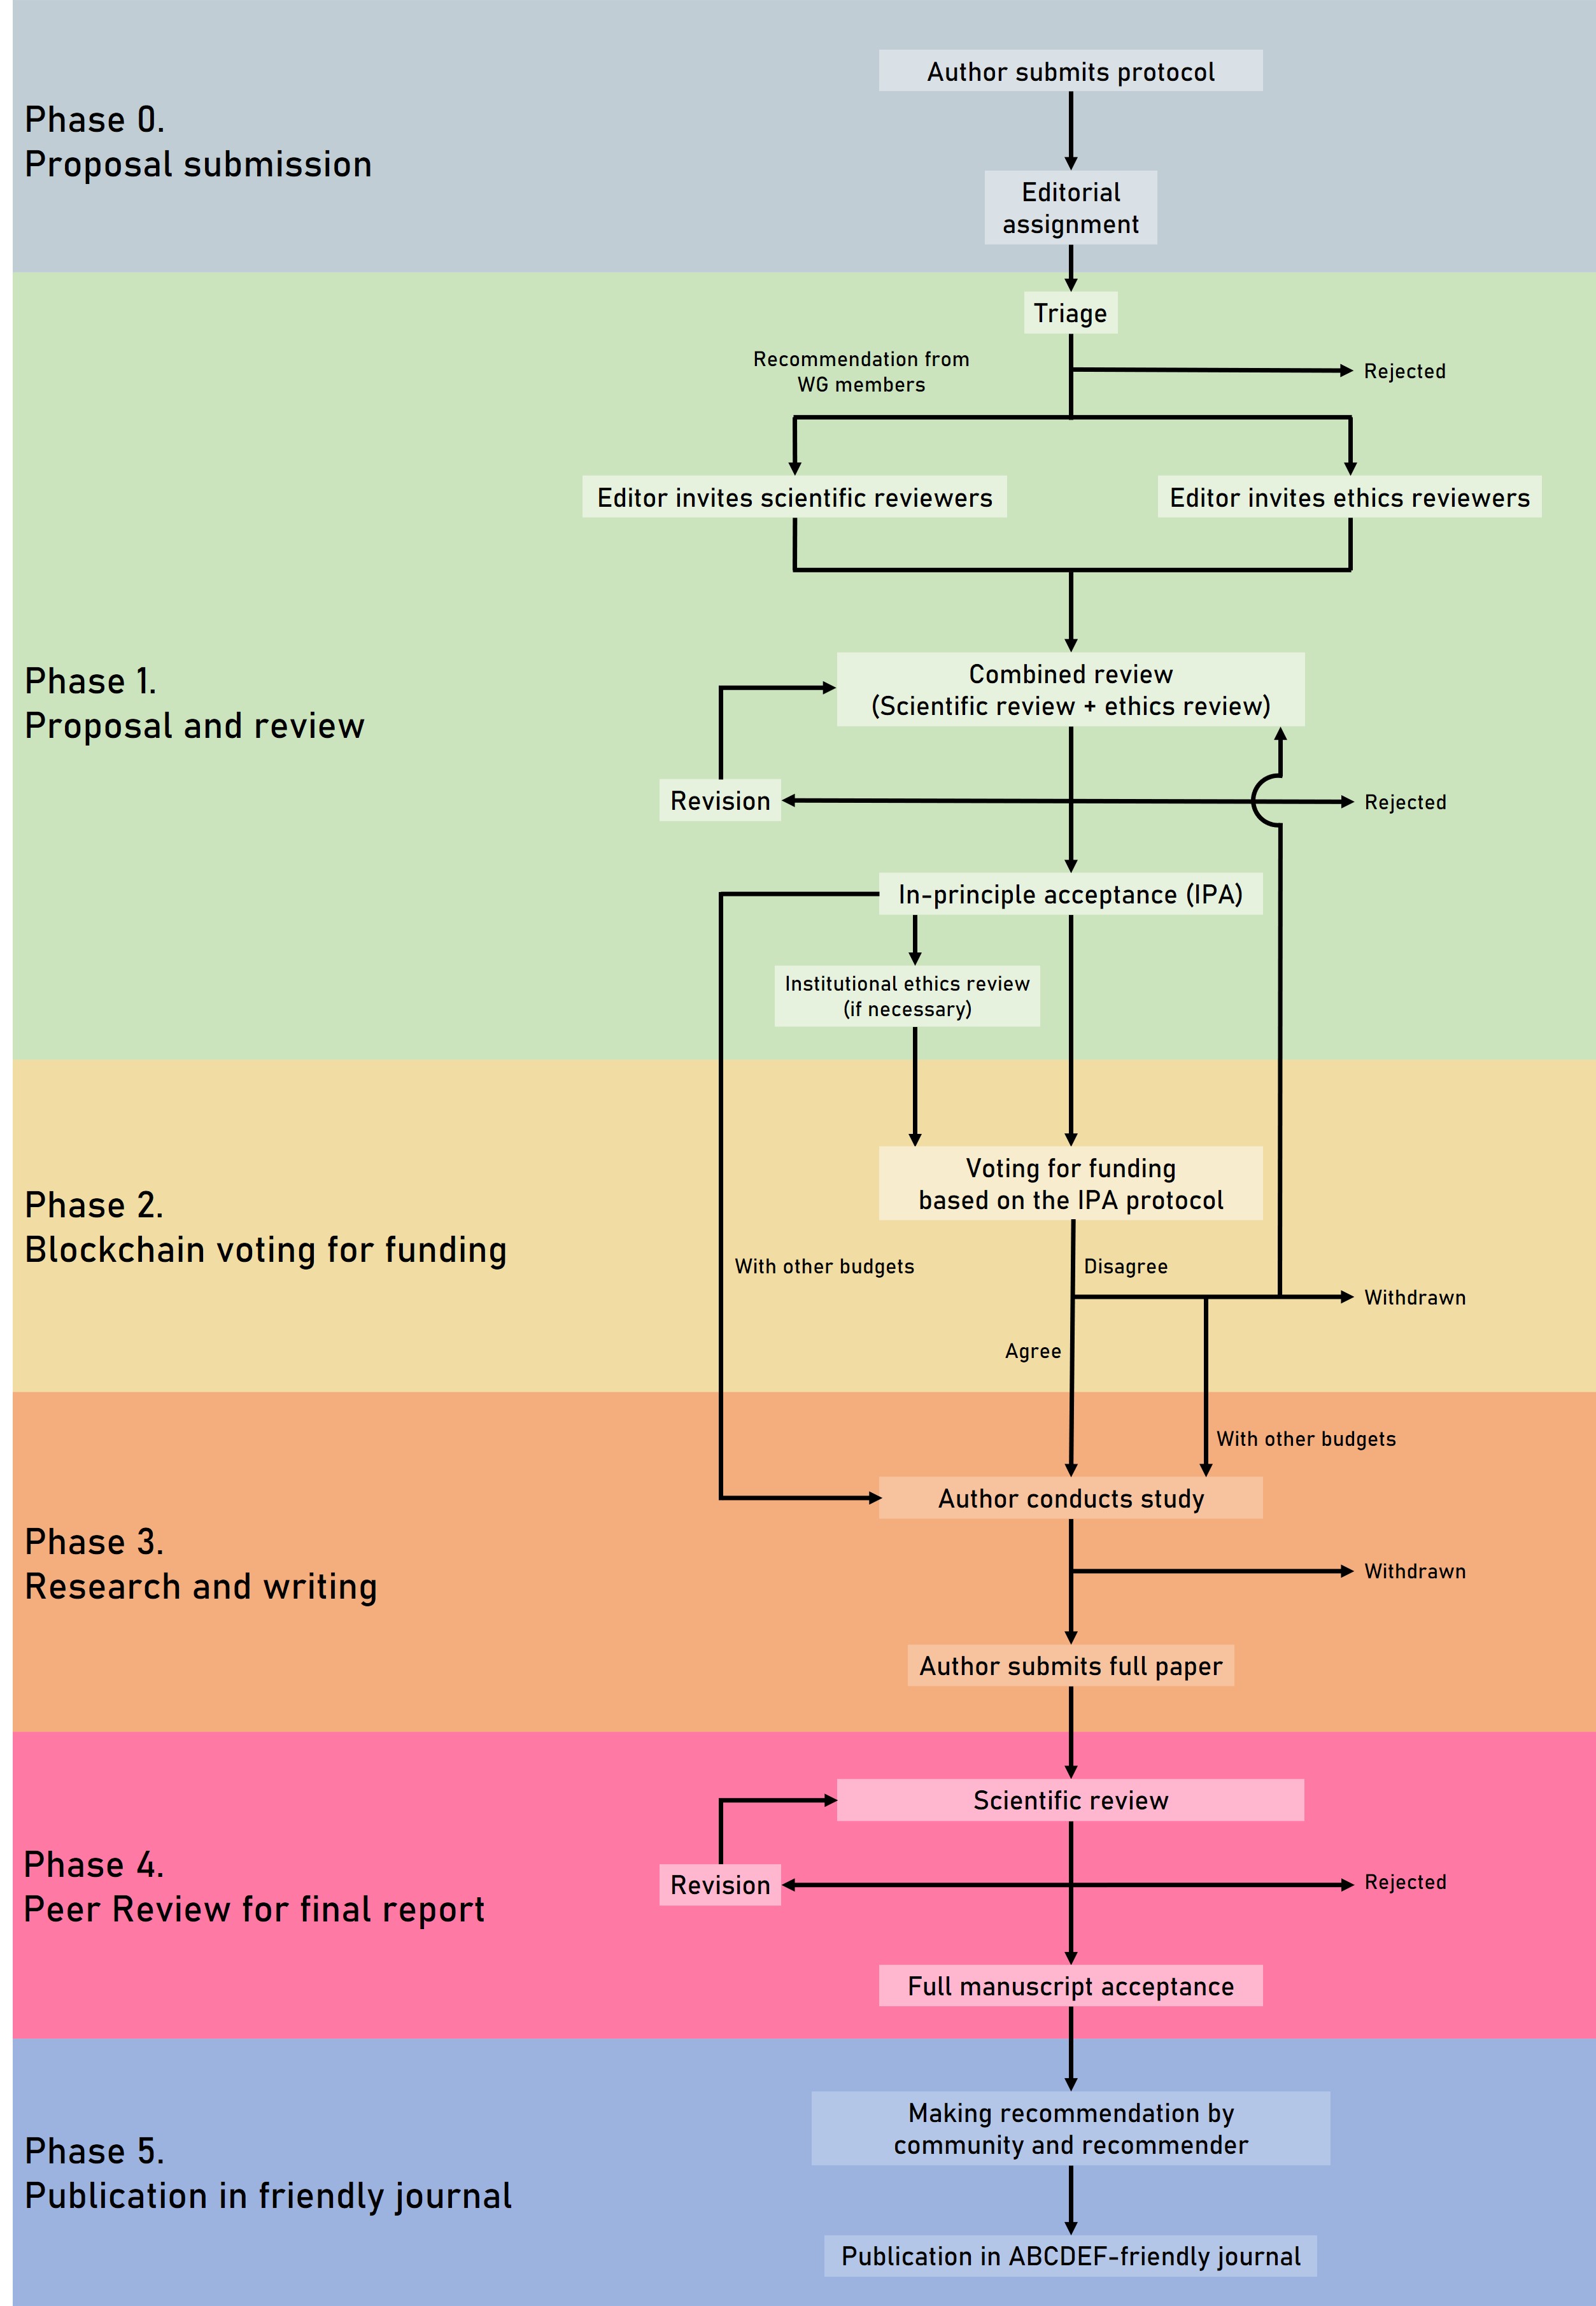 Author submits protocol
Phase 0.
Proposal submission
Editorial
assignment
Triage
Recommendation from
WG members
Rejected
Editor invites scientific reviewers
Editor invites ethics reviewers
Phase 1.
Proposal and review
Combined review
(Scientific review + ethics review)
Revision
Rejected
In-principle acceptance (IPA)
Institutional ethics review
(if necessary)
Phase 2.
Blockchain voting for funding
Voting for funding
based on the IPA protocol
With other budgets
Disagree
Withdrawn
Agree
With other budgets
Phase 3.
Research and writing
Author conducts study
Withdrawn
Author submits full paper
Phase 4.
Peer Review for final report
Scientific review
Revision
Rejected
Full manuscript acceptance
Phase 5.
Publication in friendly journal
Making recommendation by
community and recommender
Publication in ABCDEF-friendly journal